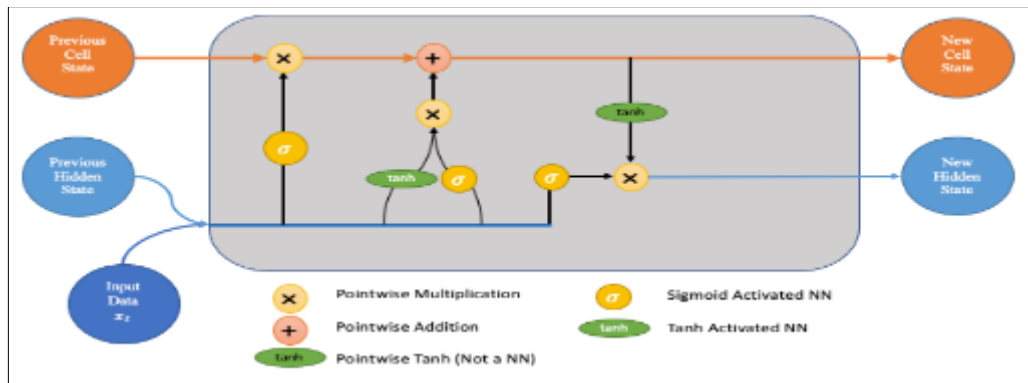 Previous
Cell
State
New
Cell
State
×
+
tanh
×
σ
Previous
Hidden
State
tanh
σ
σ
×
New
Hidden
State
Input
Data
x_t
× Pointwise Multiplication
σ Sigmoid Activated NN
+ Pointwise Addition
tanh Tanh Activated NN
tanh Pointwise Tanh (Not a NN)